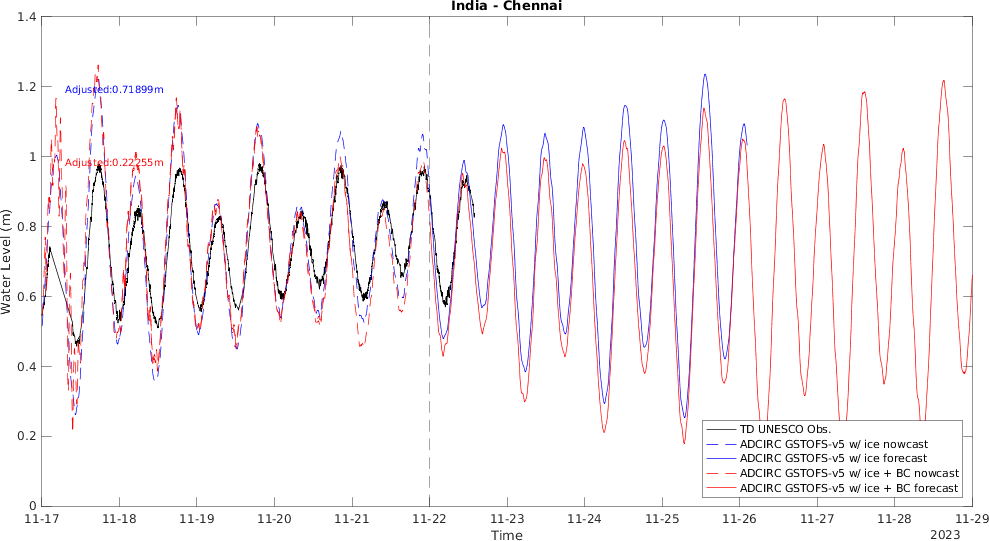 India - Chennai
1.4
1.2
1
0.8
0.6
0.4
0.2
0
Water Level (m)
Adjusted:0.71899m
Adjusted:0.22255m
TD UNESCO Obs.
ADCIRC GSTOFS-v5 w/ ice nowcast
ADCIRC GSTOFS-v5 w/ ice forecast
ADCIRC GSTOFS-v5 w/ ice + BC nowcast
ADCIRC GSTOFS-v5 w/ ice + BC forecast
11-17 11-18 11-19 11-20 11-21 11-22 11-23 11-24 11-25 11-26 11-27 11-28 11-29
Time
2023